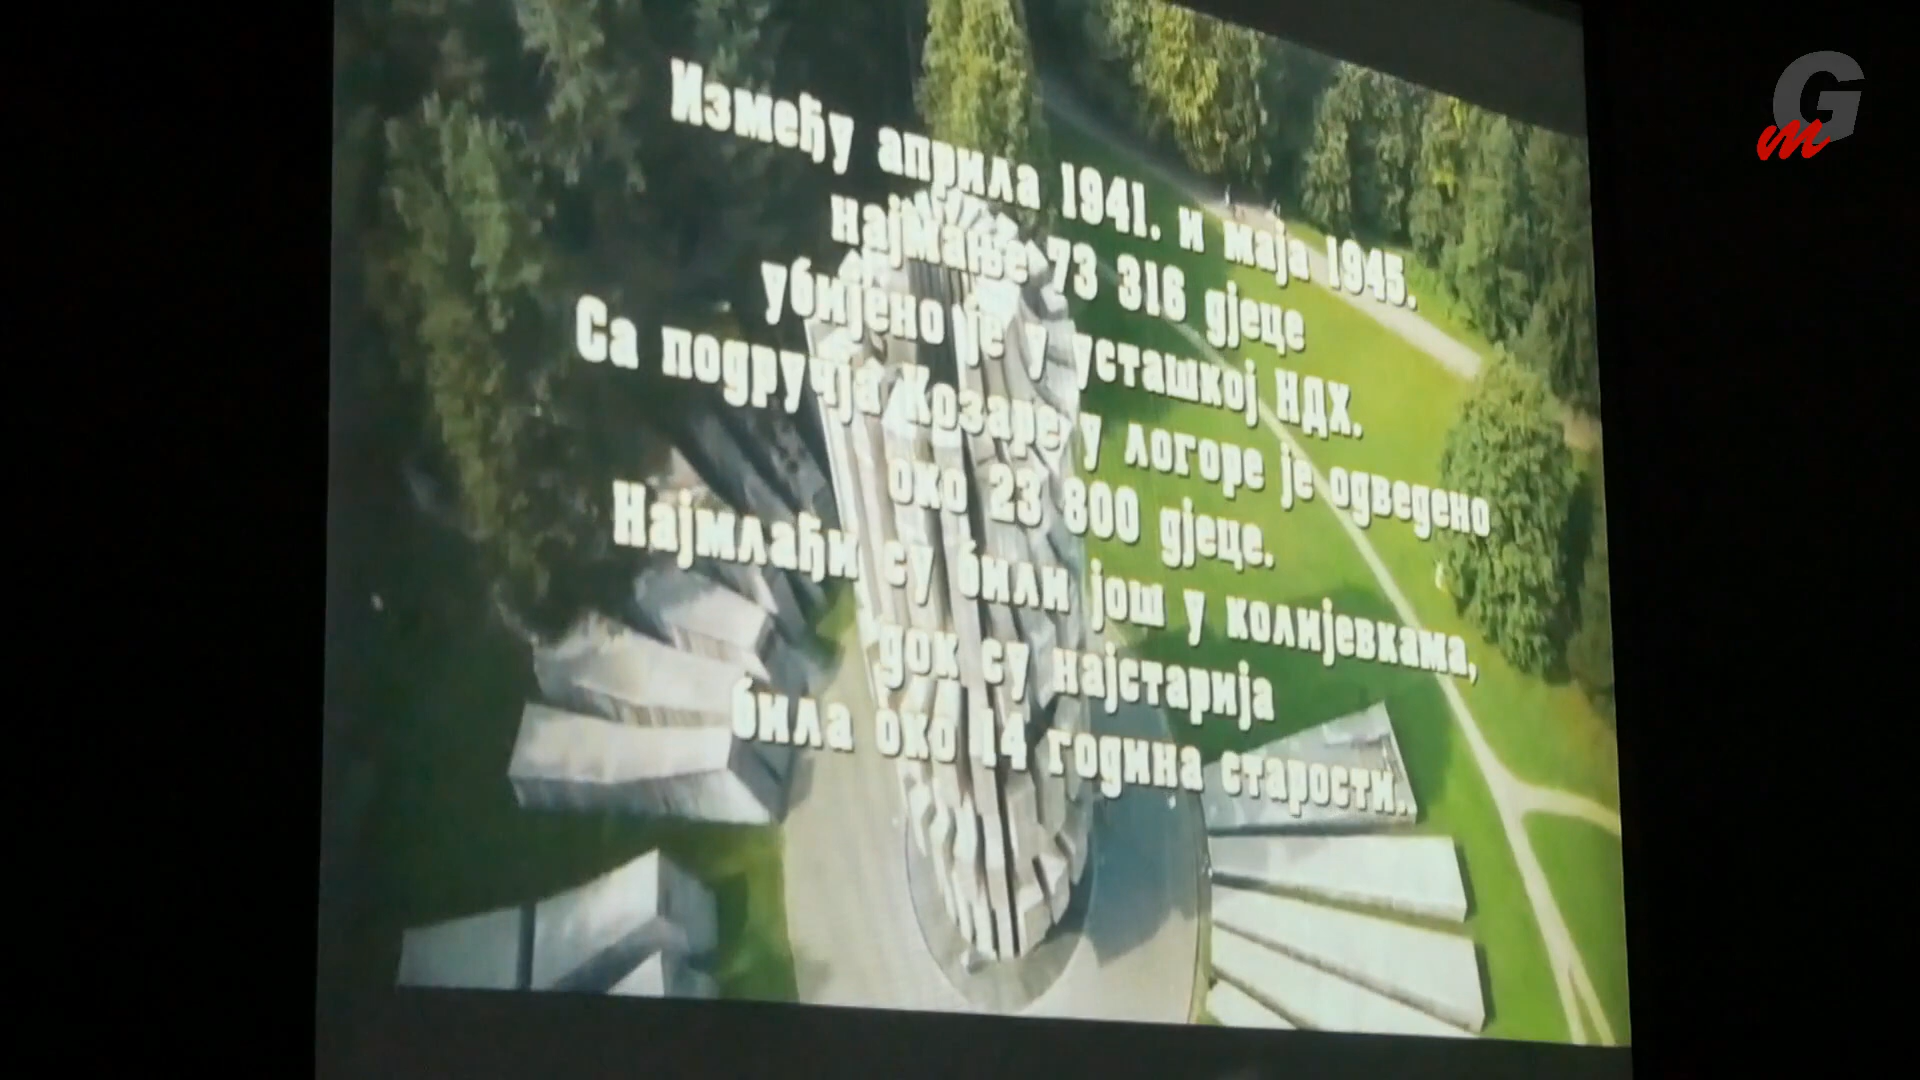 Између априла 1941. и маја 1945.
најмање 73 316 дјеце
убијено је у усташкој НДХ.
Са подручја Козаре у логоре је одведено
око 23 800 дјеце.
Најмлађи су били још у колијевкама,
док су најстарија
била око 14 година старости..
Gm